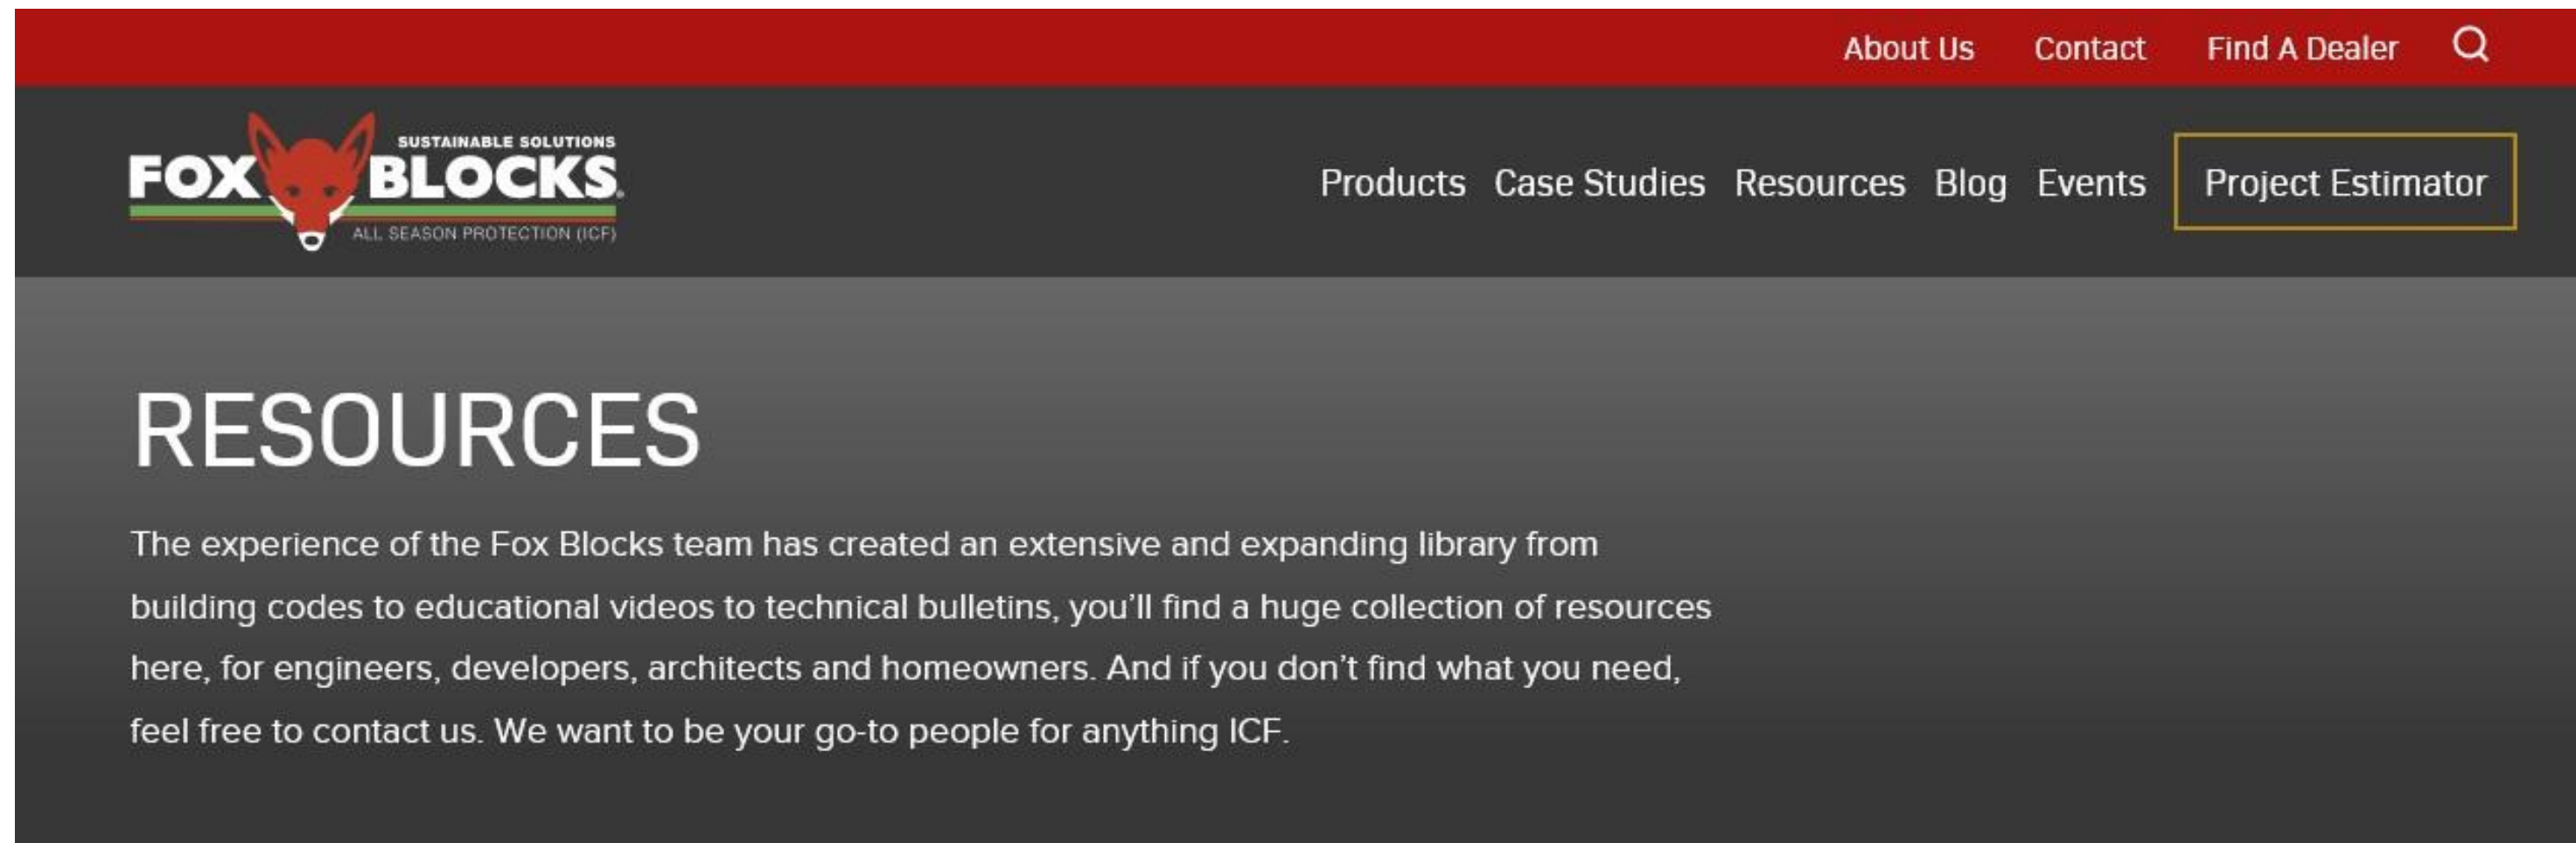 About Us Contact Find A Dealer
SUSTAINABLE SOLUTIONS
FOX BLOCKS®
ALL SEASON PROTECTION (ICF)
Products Case Studies Resources Blog Events Project Estimator
RESOURCES
The experience of the Fox Blocks team has created an extensive and expanding library from
building codes to educational videos to technical bulletins, you’ll find a huge collection of resources
here, for engineers, developers, architects and homeowners. And if you don’t find what you need,
feel free to contact us. We want to be your go-to people for anything ICF.